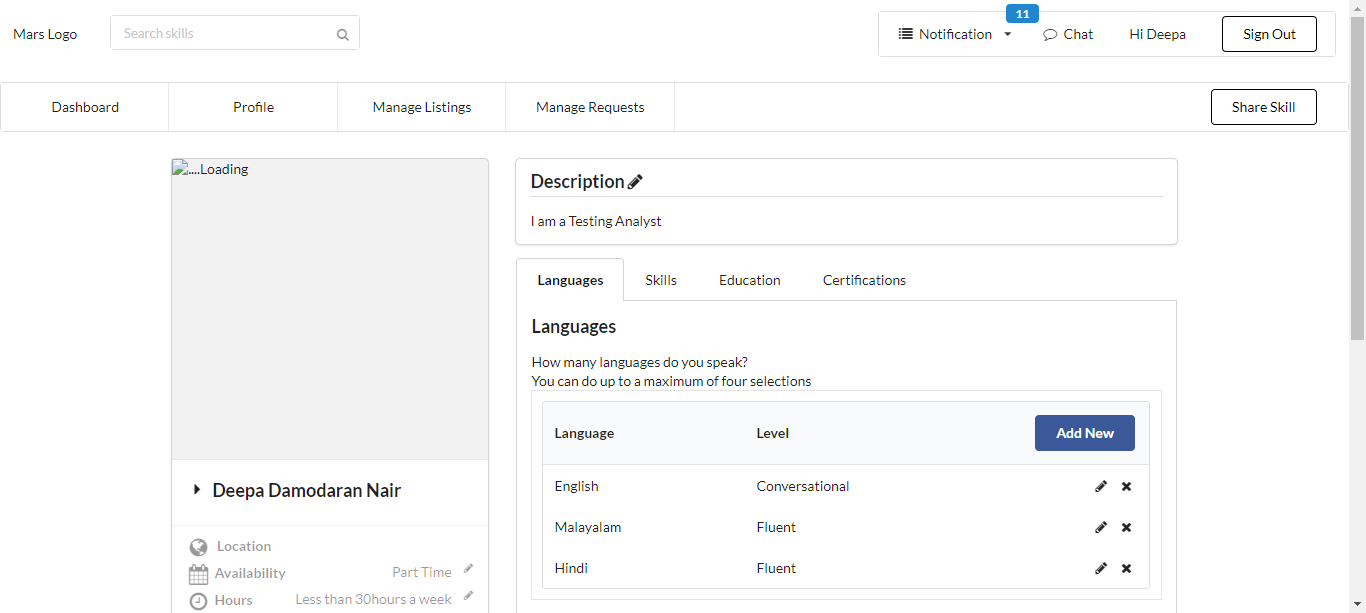 11
Mars Logo Search skills Notification Chat Hi Deepa Sign Out
Dashboard Profile Manage Listings Manage Requests Share Skill
....Loading
Description
I am a Testing Analyst
Languages Skills Education Certifications
Languages
How many languages do you speak?
You can do up to a maximum of four selections
Language Level Add New
English Conversational
Malayalam Fluent
Hindi Fluent
Deepa Damodaran Nair
Location
Availability Part Time
Hours Less than 30hours a week